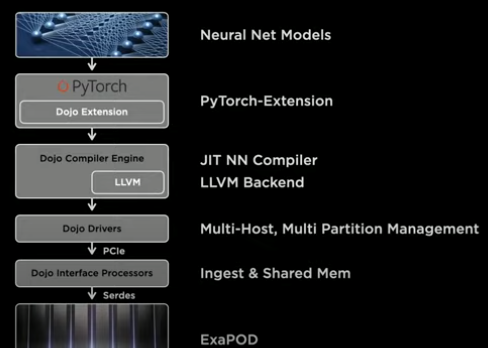 Neural Net Models
PyTorch
Dojo Extension
PyTorch-Extension
Dojo Compiler Engine
LLVM
JIT NN Compiler
LLVM Backend
Dojo Drivers
Multi-Host, Multi Partition Management
PCIe
Dojo Interface Processors
Ingest & Shared Mem
Serdes
ExaPOD